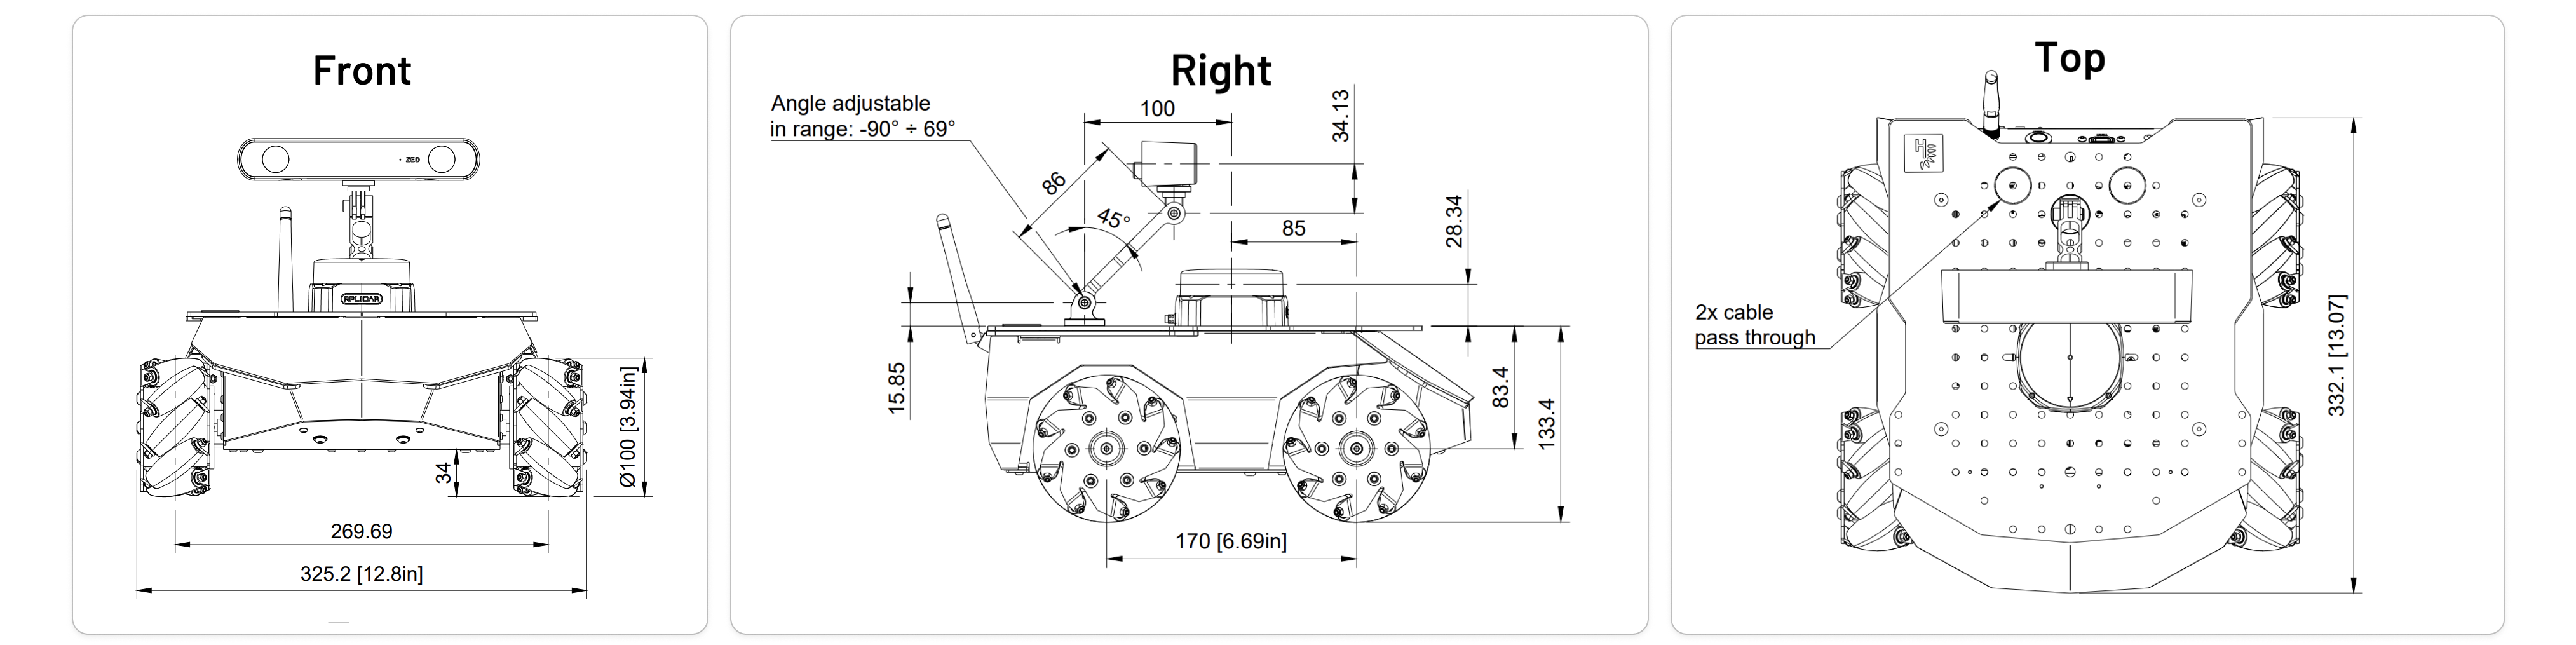 Front
ZED
RPLIDAR
34
Ø100 [3.94in]
269.69
325.2 [12.8in]
Right
Angle adjustable
in range: -90° ÷ 69°
100
34.13
86
45°
85
28.34
15.85
83.4
133.4
170 [6.69in]
Top
2x cable
pass through
332.1 [13.07]